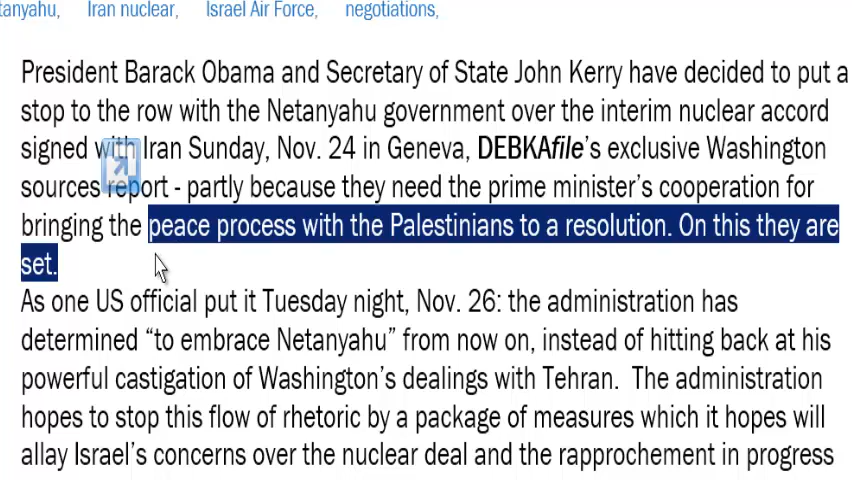 tanyahu, Iran nuclear, Israel Air Force, negotiations,
President Barack Obama and Secretary of State John Kerry have decided to put a
stop to the row with the Netanyahu government over the interim nuclear accord
signed with Iran Sunday, Nov. 24 in Geneva, DEBKAfile’s exclusive Washington
sources report - partly because they need the prime minister’s cooperation for
bringing the peace process with the Palestinians to a resolution. On this they are
set.
As one US official put it Tuesday night, Nov. 26: the administration has
determined “to embrace Netanyahu” from now on, instead of hitting back at his
powerful castigation of Washington’s dealings with Tehran. The administration
hopes to stop this flow of rhetoric by a package of measures which it hopes will
allay Israel’s concerns over the nuclear deal and the rapprochement in progress